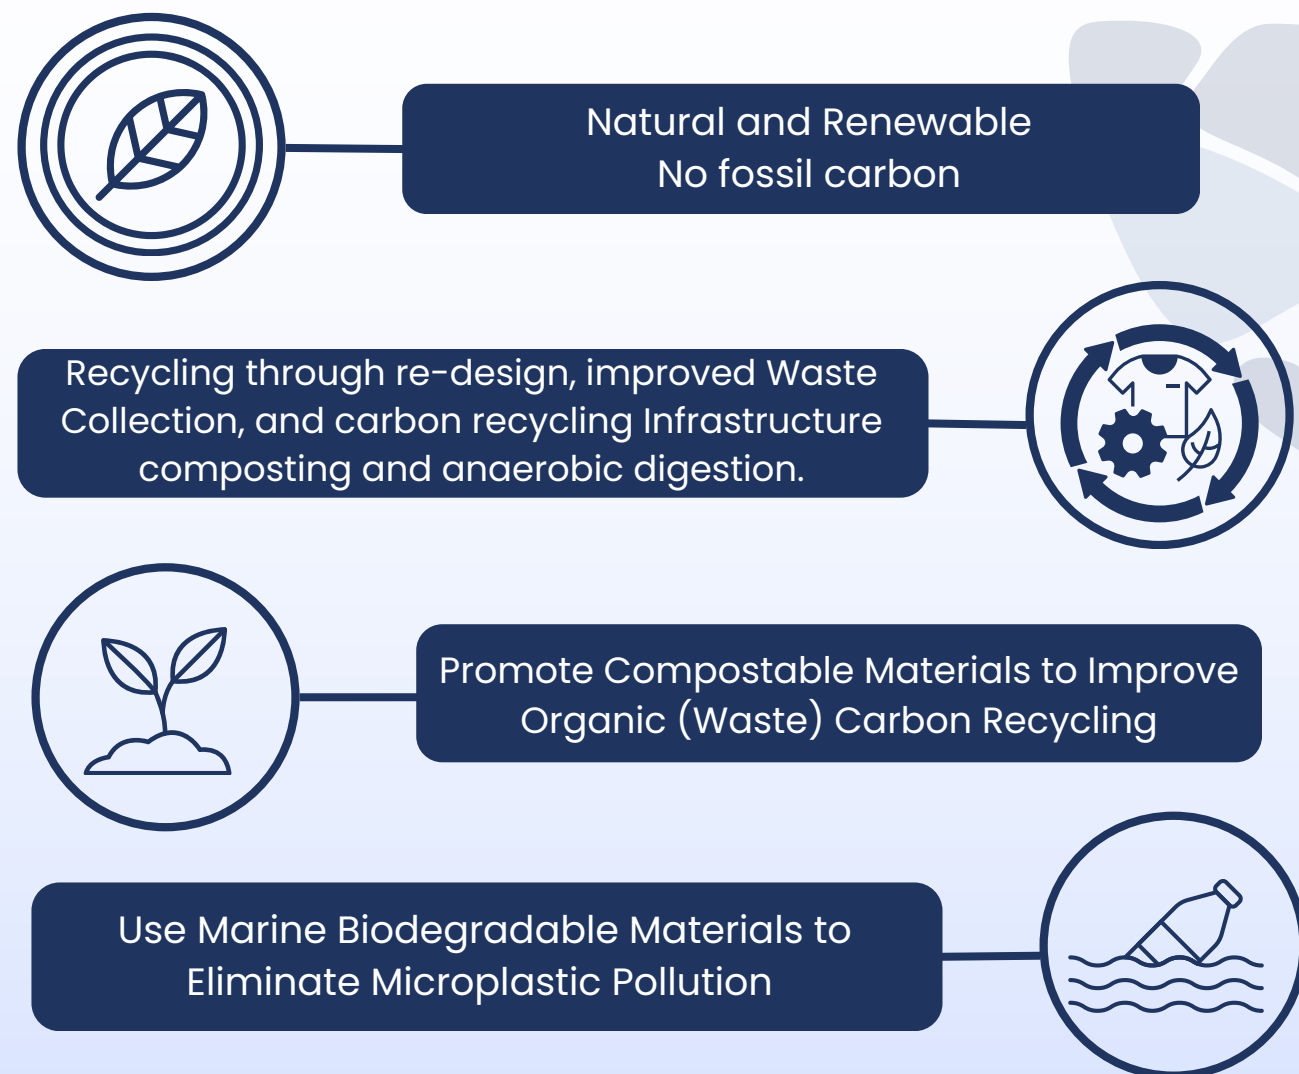 Natural and Renewable
No fossil carbon
Recycling through re-design, improved Waste
Collection, and carbon recycling Infrastructure
composting and anaerobic digestion.
Promote Compostable Materials to Improve
Organic (Waste) Carbon Recycling
Use Marine Biodegradable Materials to
Eliminate Microplastic Pollution